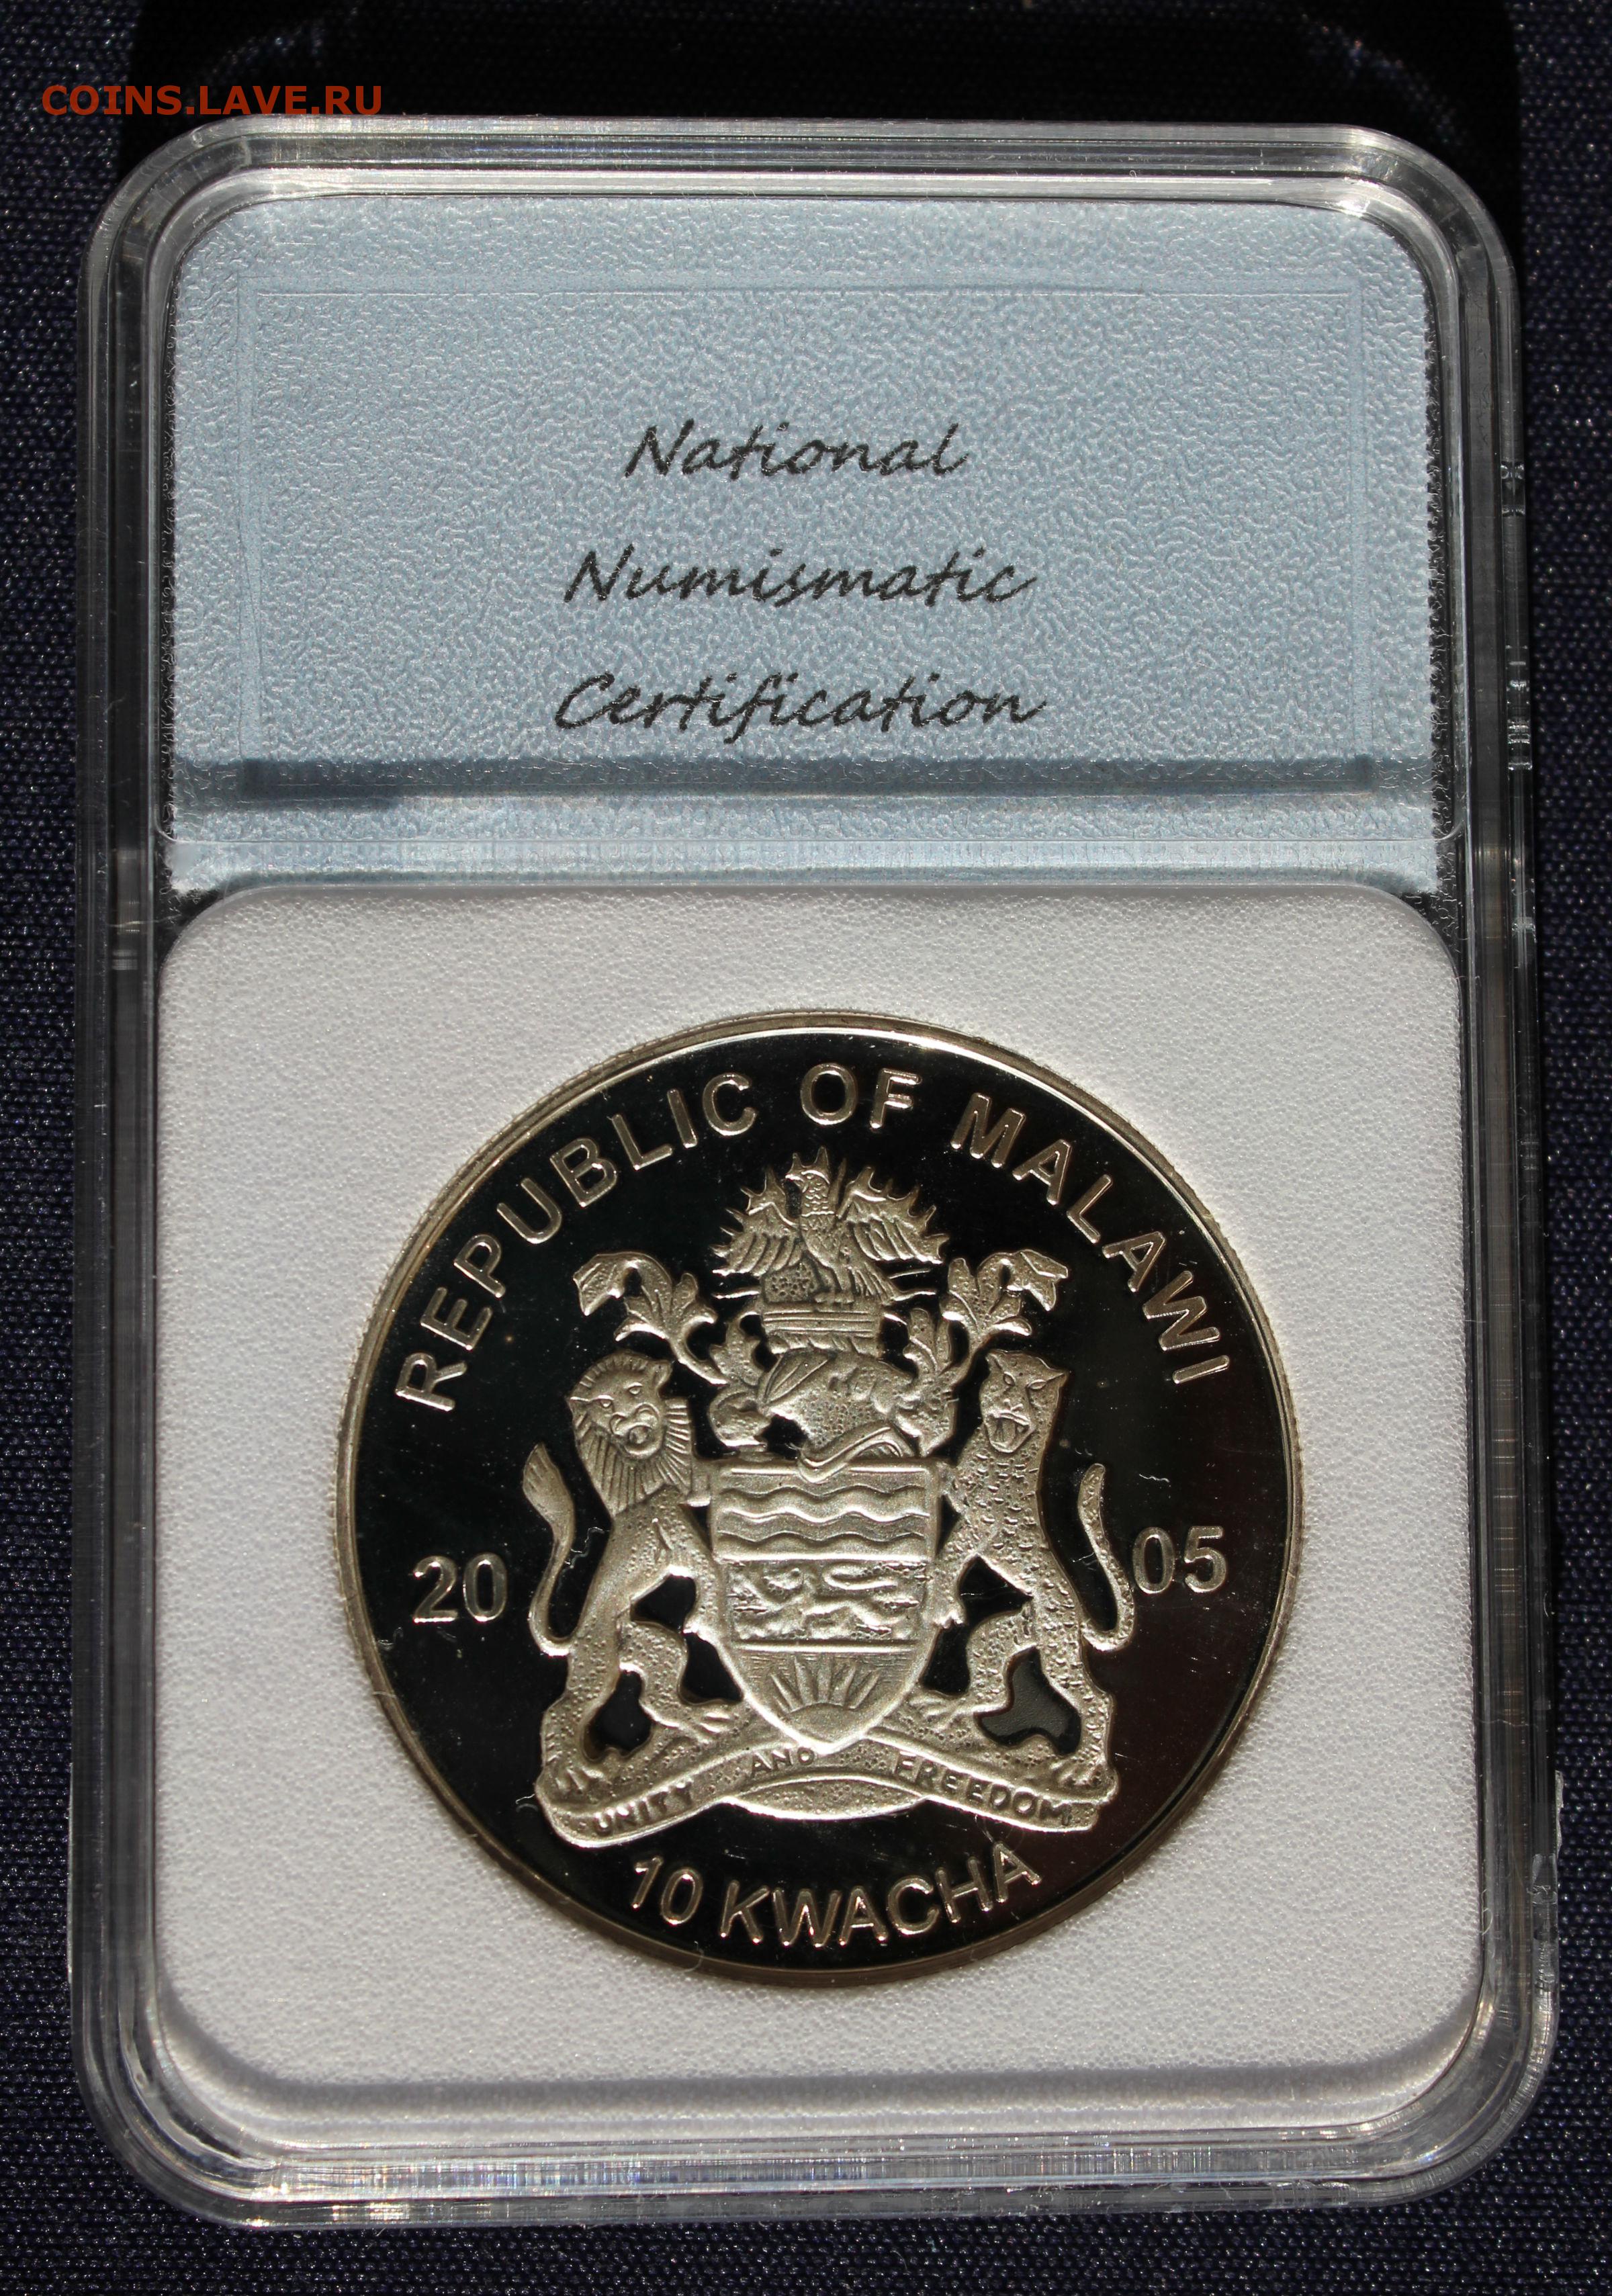 COINS.LAVE.RU
National
Numismatic
Certification
REPUBLIC OF MALAWI
20 05
UNITY AND FREEDOM
10 KWACHA